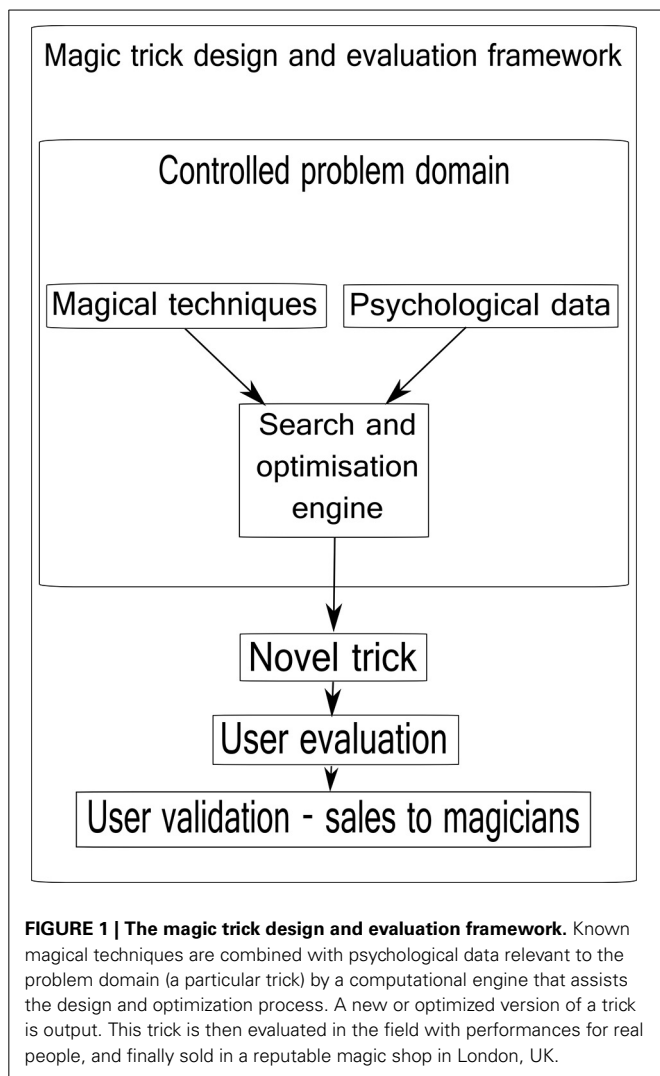 Magic trick design and evaluation framework
Controlled problem domain
Magical techniques
Psychological data
Search and
optimisation
engine
Novel trick
User evaluation
User validation - sales to magicians
FIGURE 1 | The magic trick design and evaluation framework. Known
magical techniques are combined with psychological data relevant to the
problem domain (a particular trick) by a computational engine that assists
the design and optimization process. A new or optimized version of a trick
is output. This trick is then evaluated in the field with performances for real
people, and finally sold in a reputable magic shop in London, UK.